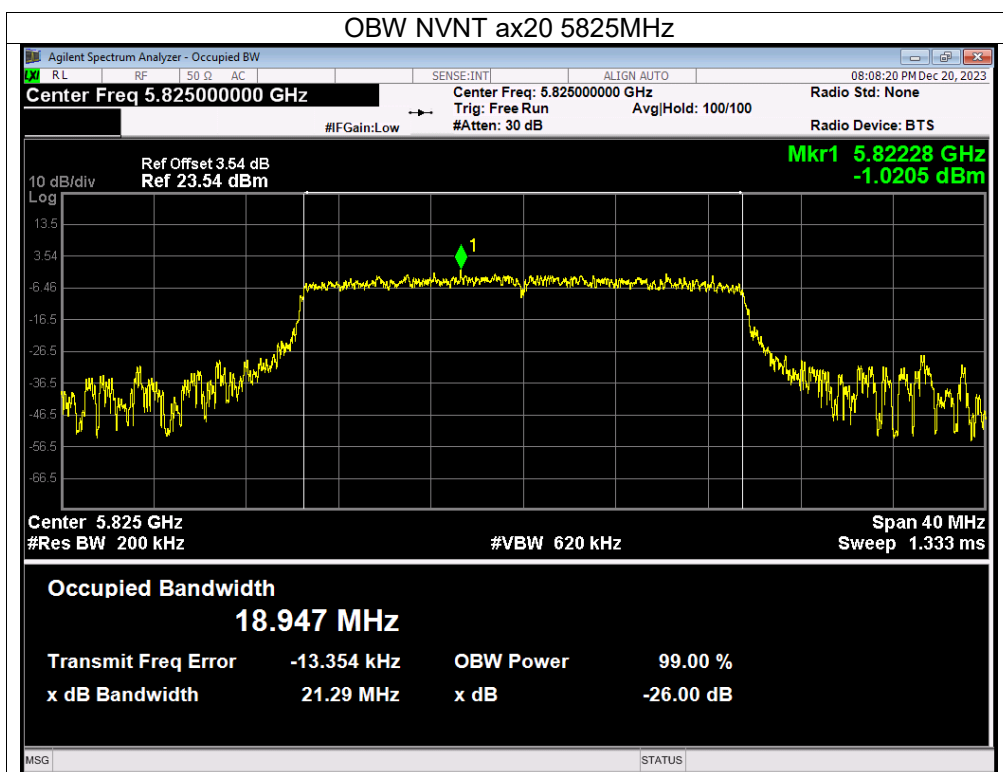 OBW NVNT ax20 5825MHz
Agilent Spectrum Analyzer - Occupied BW
LXI RL RF 50 Ω AC SENSE:INT ALIGN AUTO 08:08:20 PM Dec 20, 2023
Center Freq 5.825000000 GHz Center Freq: 5.825000000 GHz Radio Std: None
Trig: Free Run Avg|Hold: 100/100
#IFGain:Low #Atten: 30 dB Radio Device: BTS
Mkr1 5.82228 GHz
Ref Offset 3.54 dB
-1.0205 dBm
10 dB/div Ref 23.54 dBm
Log
13.5
3.54
1
-6.46
-16.5
-26.5
-36.5
-46.5
-56.5
-66.5
Center 5.825 GHz Span 40 MHz
#Res BW 200 kHz #VBW 620 kHz Sweep 1.333 ms
Occupied Bandwidth
18.947 MHz
Transmit Freq Error -13.354 kHz OBW Power 99.00 %
x dB Bandwidth 21.29 MHz x dB -26.00 dB
MSG STATUS